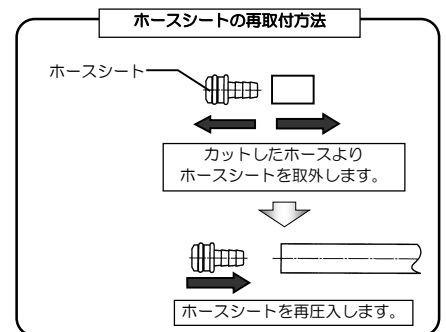 ホースシートの再取付方法
ホースシート
カットしたホースより
ホースシートを取外します。
ホースシートを再圧入します。